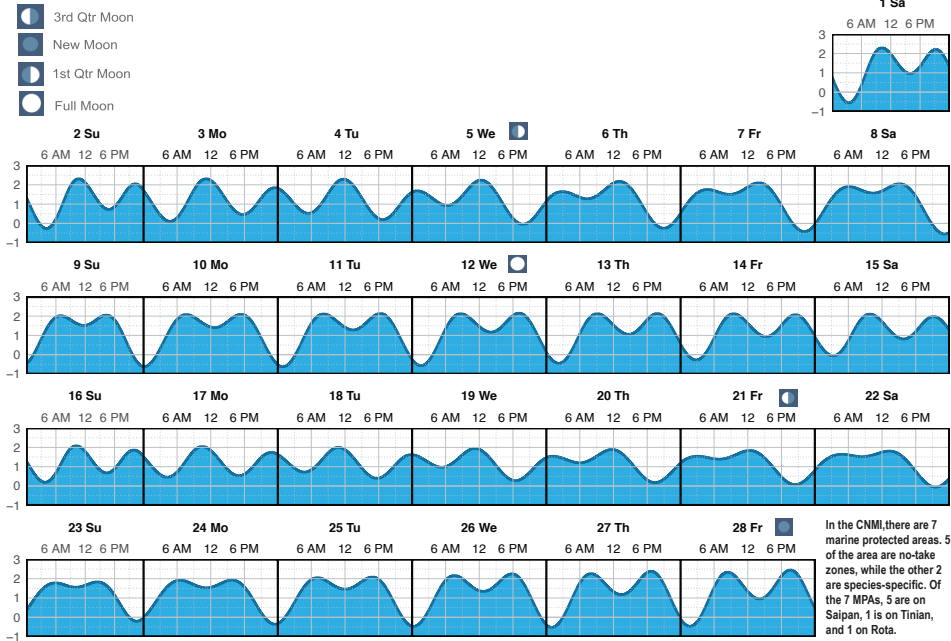 3rd Qtr Moon
New Moon
1st Qtr Moon
Full Moon
1 Sa
6 AM 12 6 PM
3
2
1
0
−1
2 Su 3 Mo 4 Tu 5 We 6 Th 7 Fr 8 Sa
6 AM 12 6 PM 6 AM 12 6 PM 6 AM 12 6 PM 6 AM 12 6 PM 6 AM 12 6 PM 6 AM 12 6 PM 6 AM 12 6 PM
3
2
1
0
−1
9 Su 10 Mo 11 Tu 12 We 13 Th 14 Fr 15 Sa
6 AM 12 6 PM 6 AM 12 6 PM 6 AM 12 6 PM 6 AM 12 6 PM 6 AM 12 6 PM 6 AM 12 6 PM 6 AM 12 6 PM
3
2
1
0
−1
16 Su 17 Mo 18 Tu 19 We 20 Th 21 Fr 22 Sa
6 AM 12 6 PM 6 AM 12 6 PM 6 AM 12 6 PM 6 AM 12 6 PM 6 AM 12 6 PM 6 AM 12 6 PM 6 AM 12 6 PM
3
2
1
0
−1
23 Su 24 Mo 25 Tu 26 We 27 Th 28 Fr
6 AM 12 6 PM 6 AM 12 6 PM 6 AM 12 6 PM 6 AM 12 6 PM 6 AM 12 6 PM 6 AM 12 6 PM
3
2
1
0
−1
In the CNMI,there are 7
marine protected areas. 5
of the area are no-take
zones, while the other 2
are species-specific. Of
the 7 MPAs, 5 are on
Saipan, 1 is on Tinian,
and 1 on Rota.